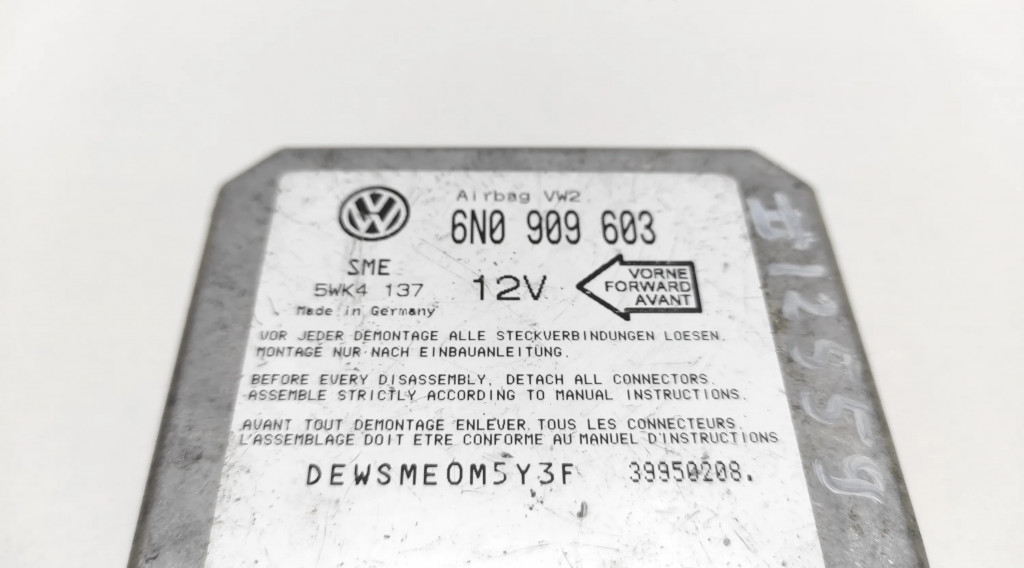 Airbag VW2
6N0 909 603
SME
5WK4 137
12V
VORNE
FORWARD
AVANT
Made in Germany
VOR JEDER DEMONTAGE ALLE STECKVERBINDUNGEN LOESEN.
MONTAGE NUR NACH EINBAUANLEITUNG.
BEFORE EVERY DISASSEMBLY, DETACH ALL CONNECTORS.
ASSEMBLE STRICTLY ACCORDING TO MANUAL INSTRUCTIONS.
AVANT TOUT DEMONTAGE ENLEVER TOUS LES CONNECTEURS.
L'ASSEMBLAGE DOIT ETRE CONFORME AU MANUEL D'INSTRUCTIONS
DEWSME0M5Y3F 39950208.
#12559